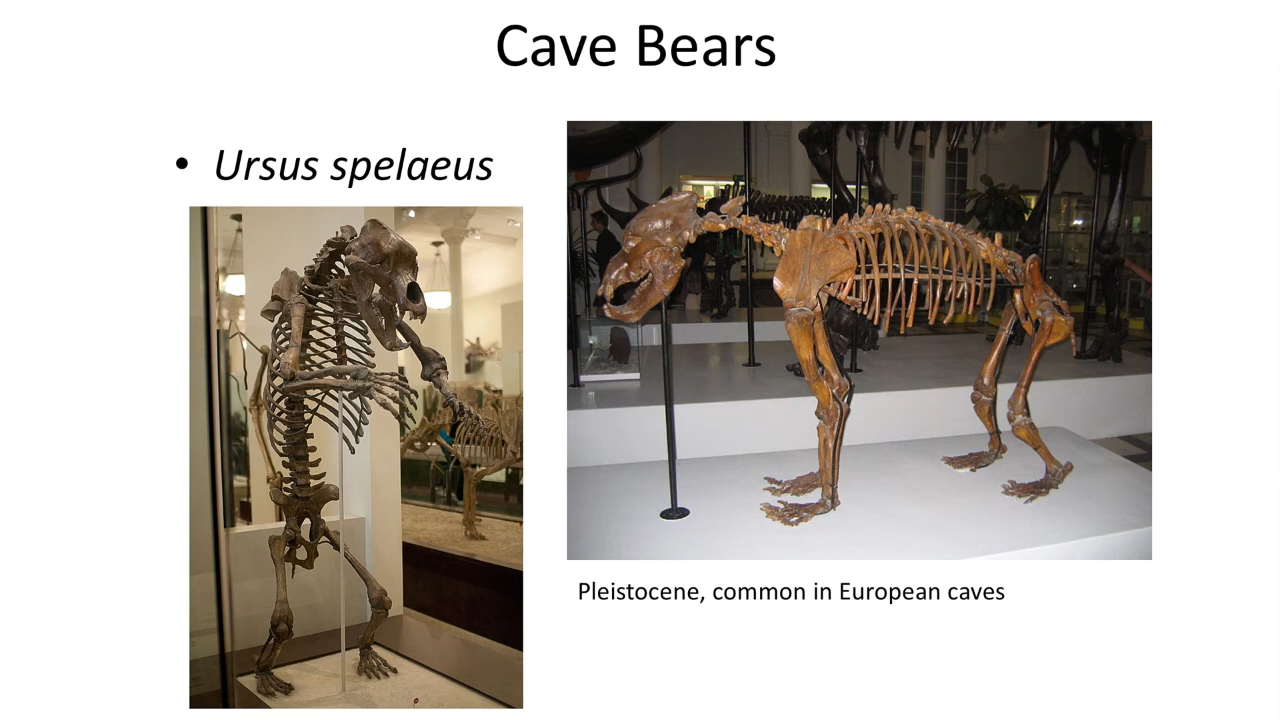 Cave Bears
• Ursus spelaeus
Pleistocene, common in European caves